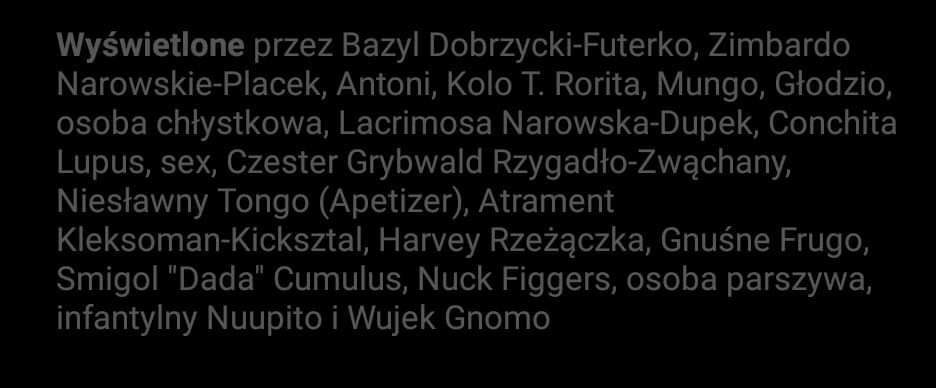 Wyświetlone przez Bazyl Dobrzycki-Futerko, Zimbardo
Narowskie-Placek, Antoni, Kolo T. Rorita, Mungo, Głodzio,
osoba chłystkowa, Lacrimosa Narowska-Dupek, Conchita
Lupus, sex, Czester Grybwald Rzygadło-Zwąchany,
Niesławny Tongo (Apetizer), Atrament
Kleksoman-Kicksztal, Harvey Rzeżączka, Gnuśne Frugo,
Smigol "Dada" Cumulus, Nuck Figgers, osoba parszywa,
infantylny Nuupito i Wujek Gnomo